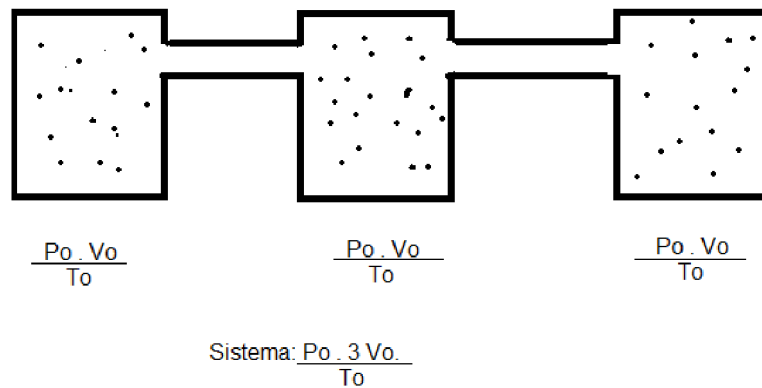 Po . Vo Po . Vo Po . Vo
To To To
Sistema: Po . 3 Vo.
To